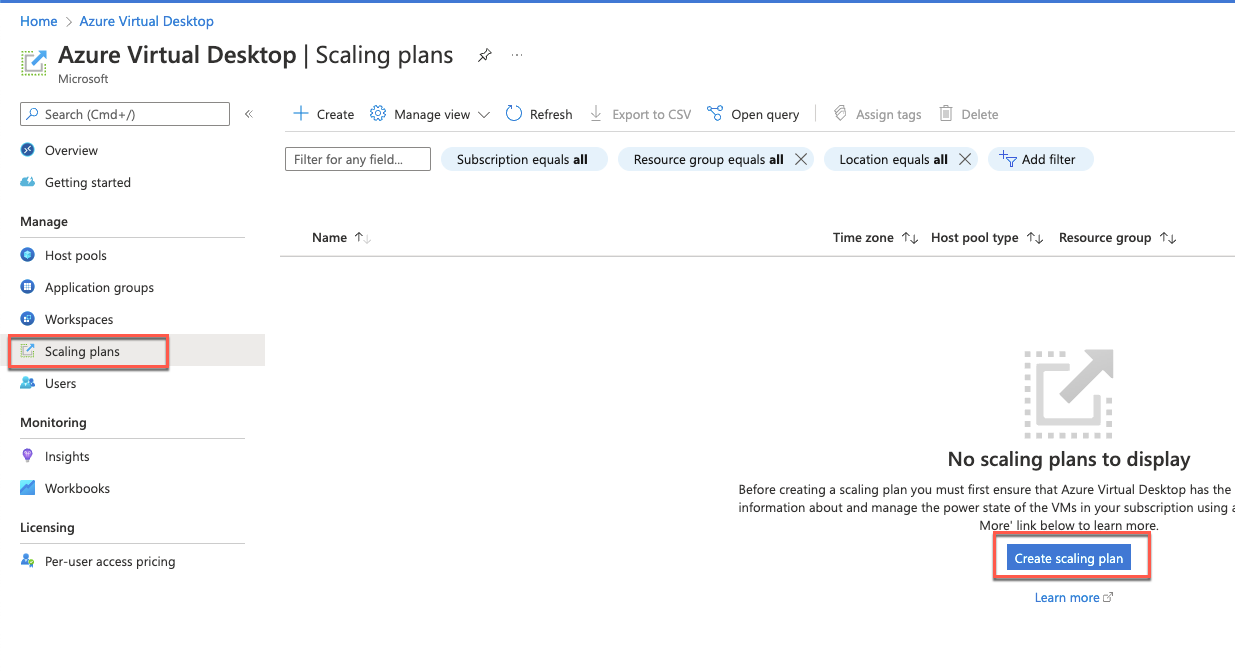 Home > Azure Virtual Desktop
Azure Virtual Desktop | Scaling plans
Microsoft
Search (Cmd+/)
Overview
Getting started
Manage
Host pools
Application groups
Workspaces
Scaling plans
Users
Monitoring
Insights
Workbooks
Licensing
Per-user access pricing
Create Manage view Refresh Export to CSV Open query Assign tags Delete
Filter for any field... Subscription equals all Resource group equals all Location equals all Add filter
Name Time zone Host pool type Resource group
No scaling plans to display
Before creating a scaling plan you must first ensure that Azure Virtual Desktop has the
information about and manage the power state of the VMs in your subscription using a
More' link below to learn more.
Create scaling plan
Learn more